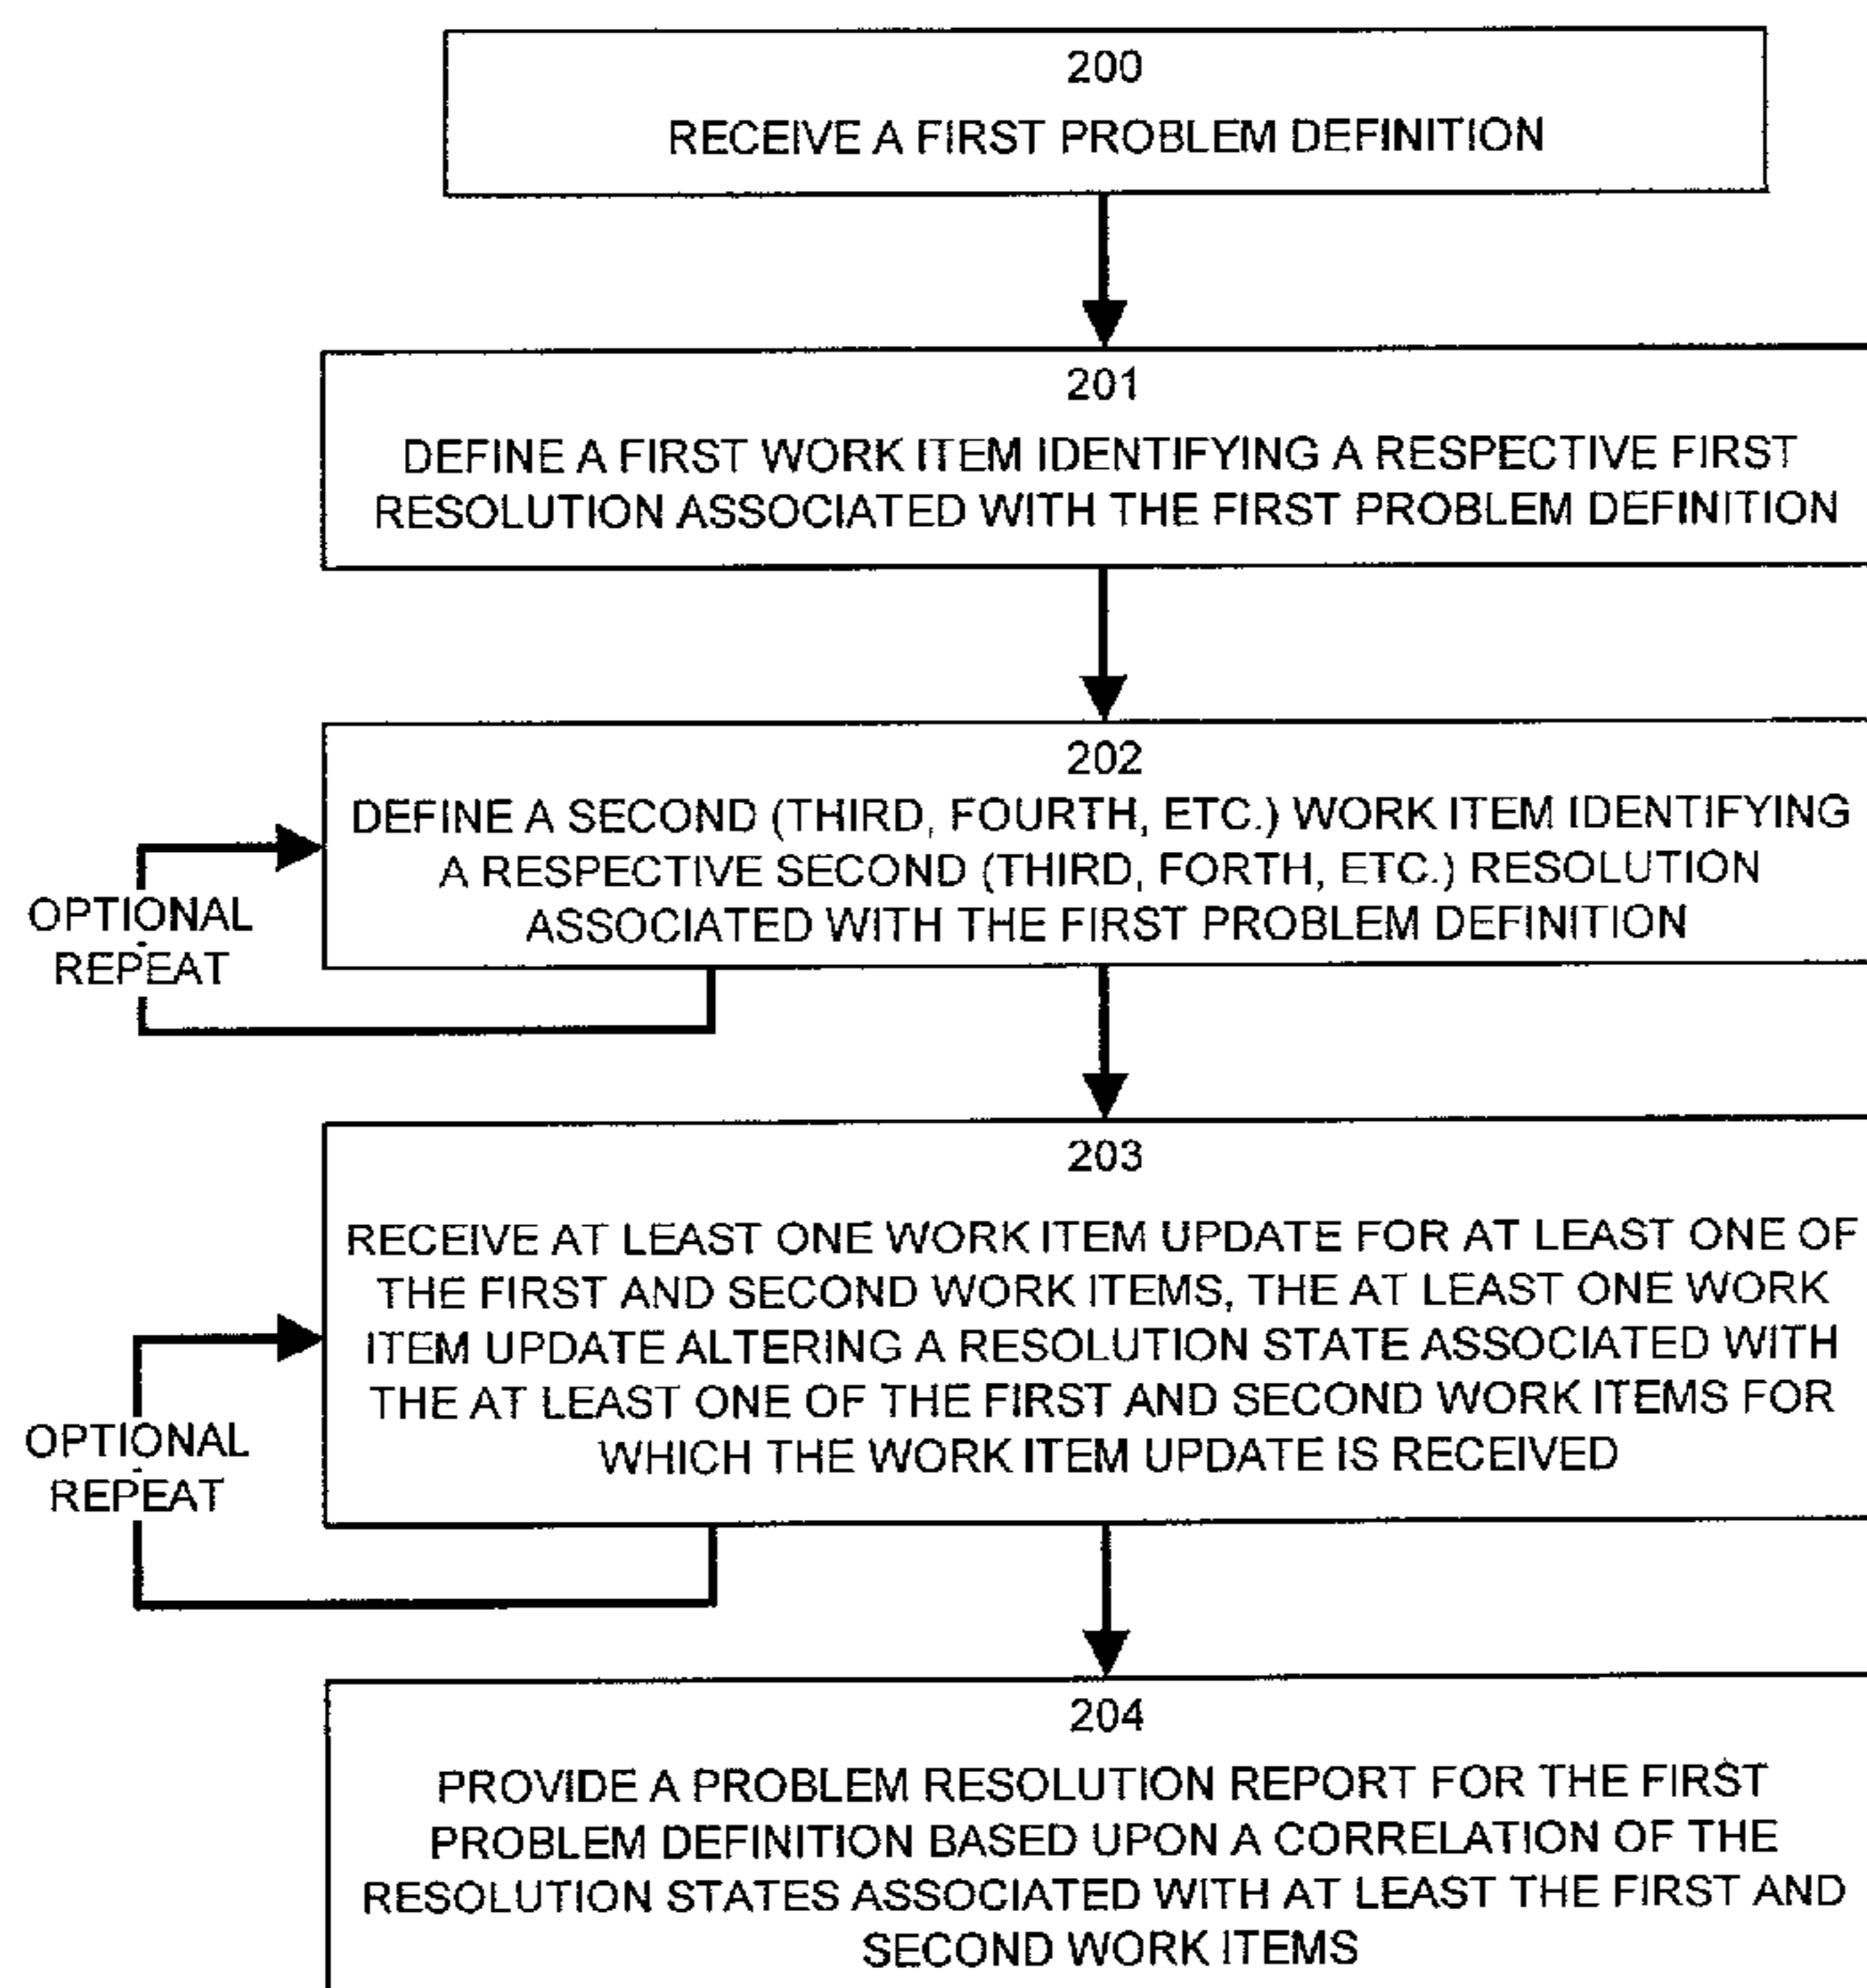 200
RECEIVE A FIRST PROBLEM DEFINITION
201
DEFINE A FIRST WORK ITEM IDENTIFYING A RESPECTIVE FIRST
RESOLUTION ASSOCIATED WITH THE FIRST PROBLEM DEFINITION
202
DEFINE A SECOND (THIRD, FOURTH, ETC.) WORK ITEM IDENTIFYING
A RESPECTIVE SECOND (THIRD, FORTH, ETC.) RESOLUTION
ASSOCIATED WITH THE FIRST PROBLEM DEFINITION
OPTIONAL
REPEAT
203
RECEIVE AT LEAST ONE WORK ITEM UPDATE FOR AT LEAST ONE OF
THE FIRST AND SECOND WORK ITEMS, THE AT LEAST ONE WORK
ITEM UPDATE ALTERING A RESOLUTION STATE ASSOCIATED WITH
THE AT LEAST ONE OF THE FIRST AND SECOND WORK ITEMS FOR
WHICH THE WORK ITEM UPDATE IS RECEIVED
OPTIONAL
REPEAT
204
PROVIDE A PROBLEM RESOLUTION REPORT FOR THE FIRST
PROBLEM DEFINITION BASED UPON A CORRELATION OF THE
RESOLUTION STATES ASSOCIATED WITH AT LEAST THE FIRST AND
SECOND WORK ITEMS